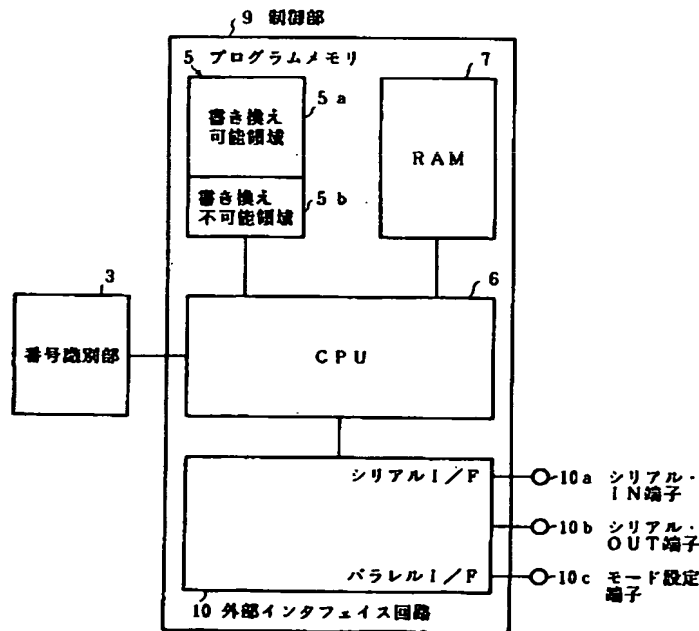 9 制御部
5 プログラムメモリ
7
書き換え
可能領域
5a
RAM
書き換え
不可能領域
5b
3
6
番号識別部
CPU
シリアルI/F
10a シリアル・
IN端子
10b シリアル・
OUT端子
パラレルI/F
10c モード設定
端子
10 外部インタフェイス回路